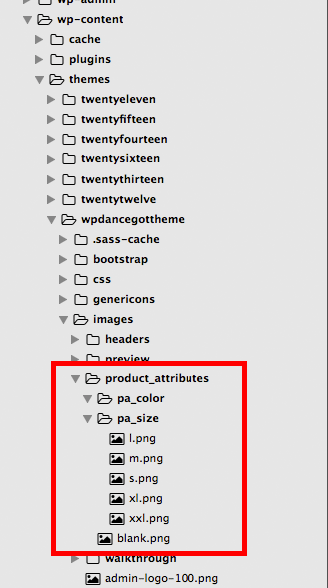 wp-admin
wp-content
cache
plugins
themes
twentyeleven
twentyfifteen
twentyfourteen
twentysixteen
twentythirteen
twentytwelve
wpdancegottheme
.sass-cache
bootstrap
css
genericons
images
headers
preview
product_attributes
pa_color
pa_size
l.png
m.png
s.png
xl.png
xxl.png
blank.png
walkthrough
admin-logo-100.png